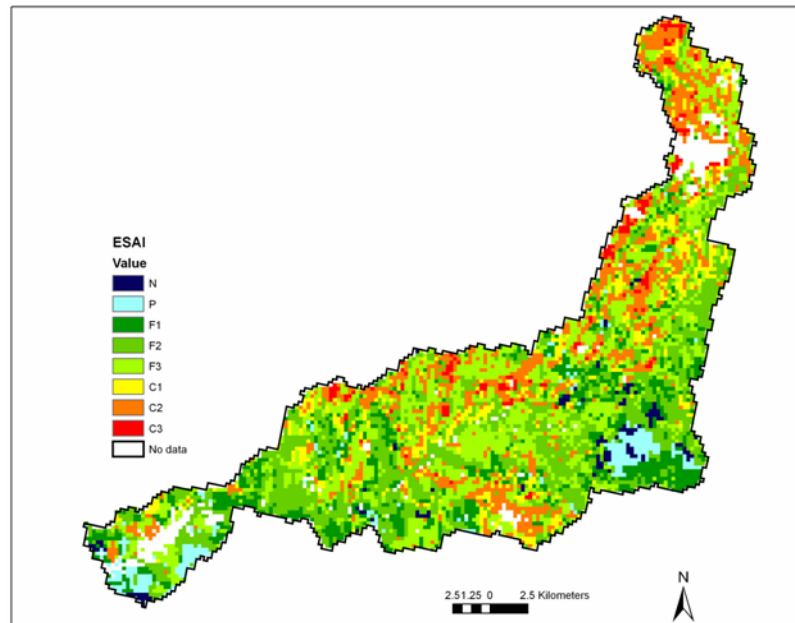 ESAI
Value
N
P
F1
F2
F3
C1
C2
C3
No data
2.51.25 0 2.5 Kilometers
N